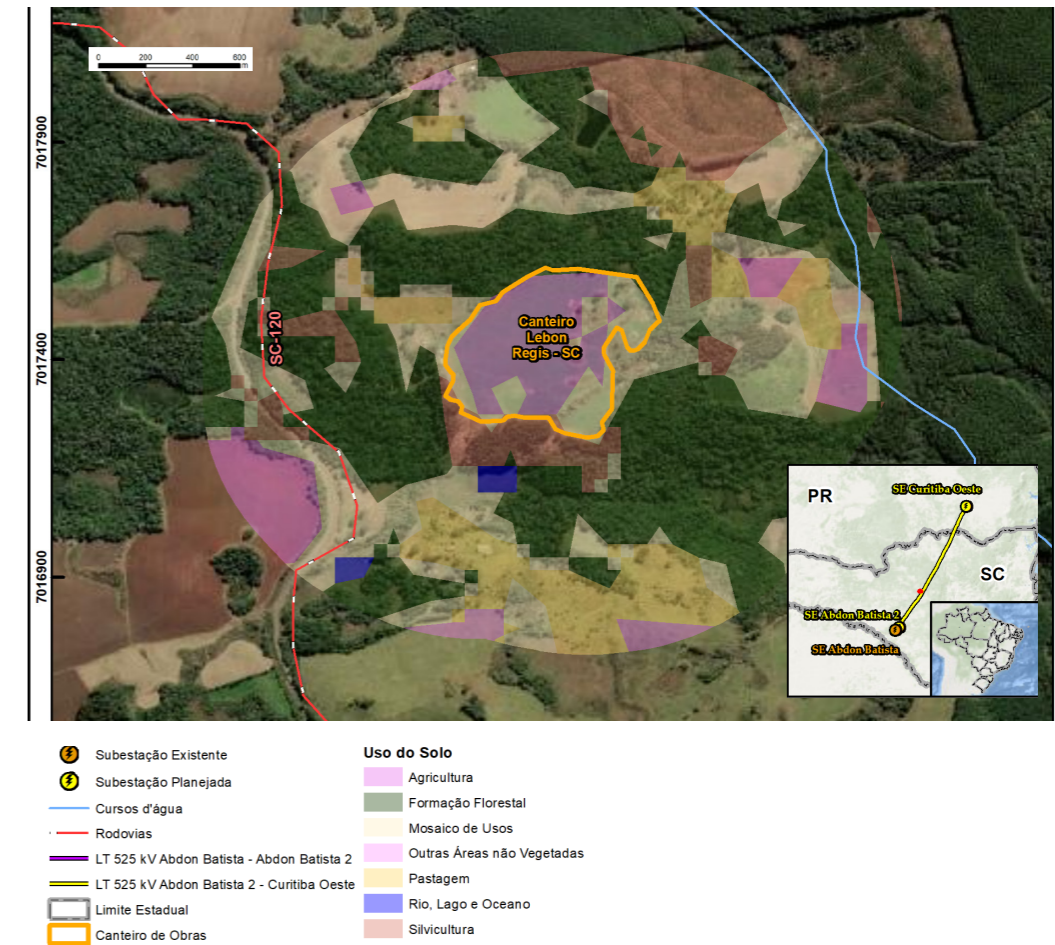 0 200 400 600
m
7017900
7017400
7016900
SC-120
Canteiro
Lebon
Regis - SC
PR
SE Curitiba Oeste
SC
SE Abdon Batista 2
SE Abdon Batista
Subestação Existente
Subestação Planejada
Cursos d'água
Rodovias
LT 525 kV Abdon Batista - Abdon Batista 2
LT 525 kV Abdon Batista 2 - Curitiba Oeste
Limite Estadual
Canteiro de Obras
Uso do Solo
Agricultura
Formação Florestal
Mosaico de Usos
Outras Áreas não Vegetadas
Pastagem
Rio, Lago e Oceano
Silvicultura